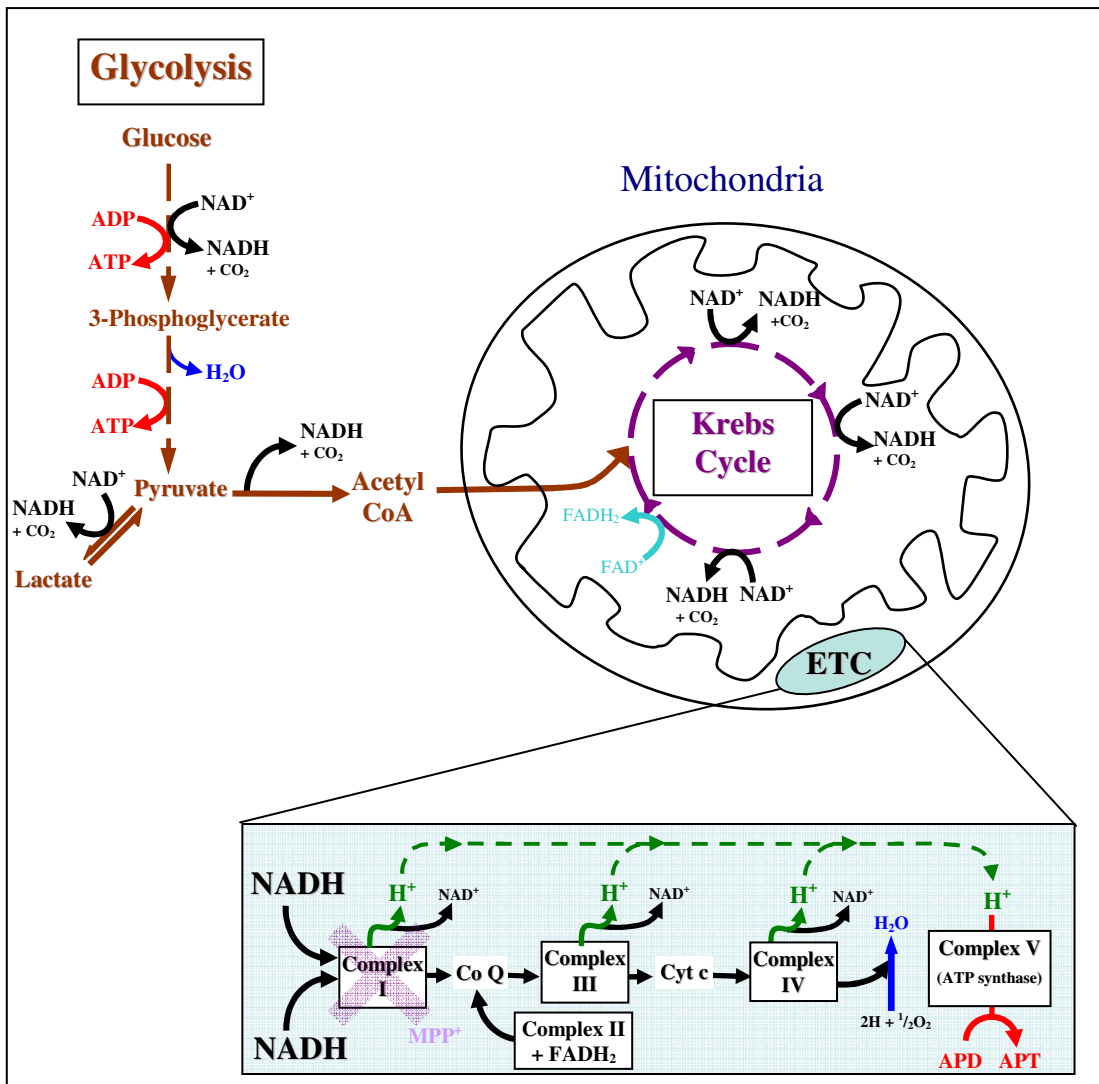 Glycolysis
Glucose
NAD⁺
ADP
NADH
+ CO₂
ATP
3-Phosphoglycerate
H₂O
ADP
ATP
NADH
+ CO₂
NAD⁺
Pyruvate
NADH
+ CO₂
Lactate
Acetyl
CoA
Mitochondria
NAD⁺
NADH
+CO₂
Krebs
Cycle
NAD⁺
NADH
+ CO₂
FADH₂
FAD⁺
NADH
+ CO₂
NAD⁺
ETC
NADH
NADH
H⁺
NAD⁺
Complex
I
MPP⁺
Co Q
Complex II
+ FADH₂
H⁺
NAD⁺
Complex
III
Cyt c
H⁺
NAD⁺
Complex
IV
H₂O
2H + ¹/₂O₂
H⁺
Complex V
(ATP synthase)
APD
APT